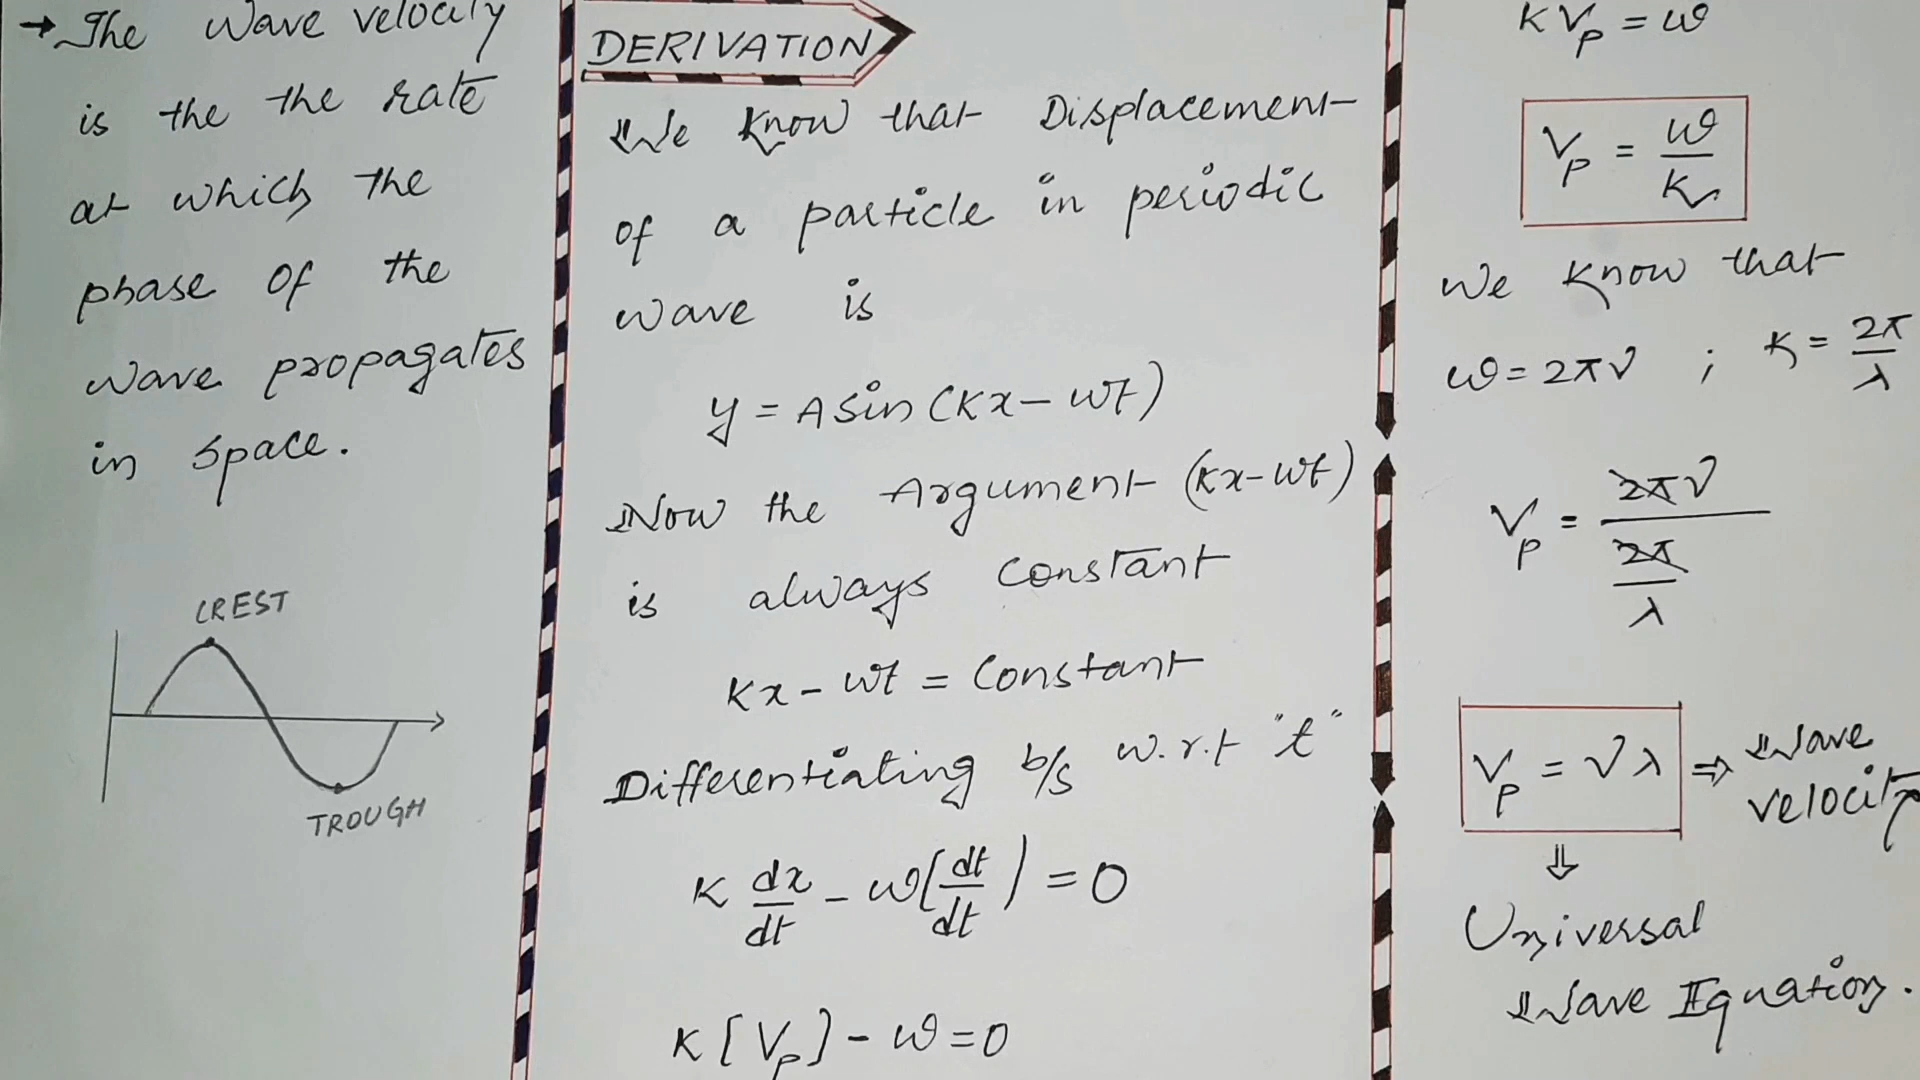 → The wave velocity
is the the rate
at which the
phase of the
wave propagates
in space.
CREST
TROUGH
DERIVATION
We know that Displacement
of a particle in periodic
wave is
y = A sin (Kx - ωt)
Now the Argument (Kx-ωt)
is always constant
Kx - ωt = Constant
Differentiating b/s w.r.t "t"
K dx/dt - ω(dt/dt) = 0
K [Vp] - ω = 0
K Vp = ω
Vp = ω/K
We know that
ω = 2πν ; K = 2π/λ
Vp = 2πν/(2π/λ)
Vp = νλ ⇒ Wave
velocity
⇓
Universal
Wave Equation.